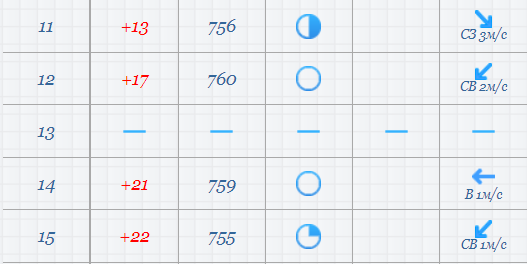 11 +13 756 СЗ 3м/с
12 +17 760 СВ 2м/с
13 — — — — —
14 +21 759 В 1м/с
15 +22 755 СВ 1м/с